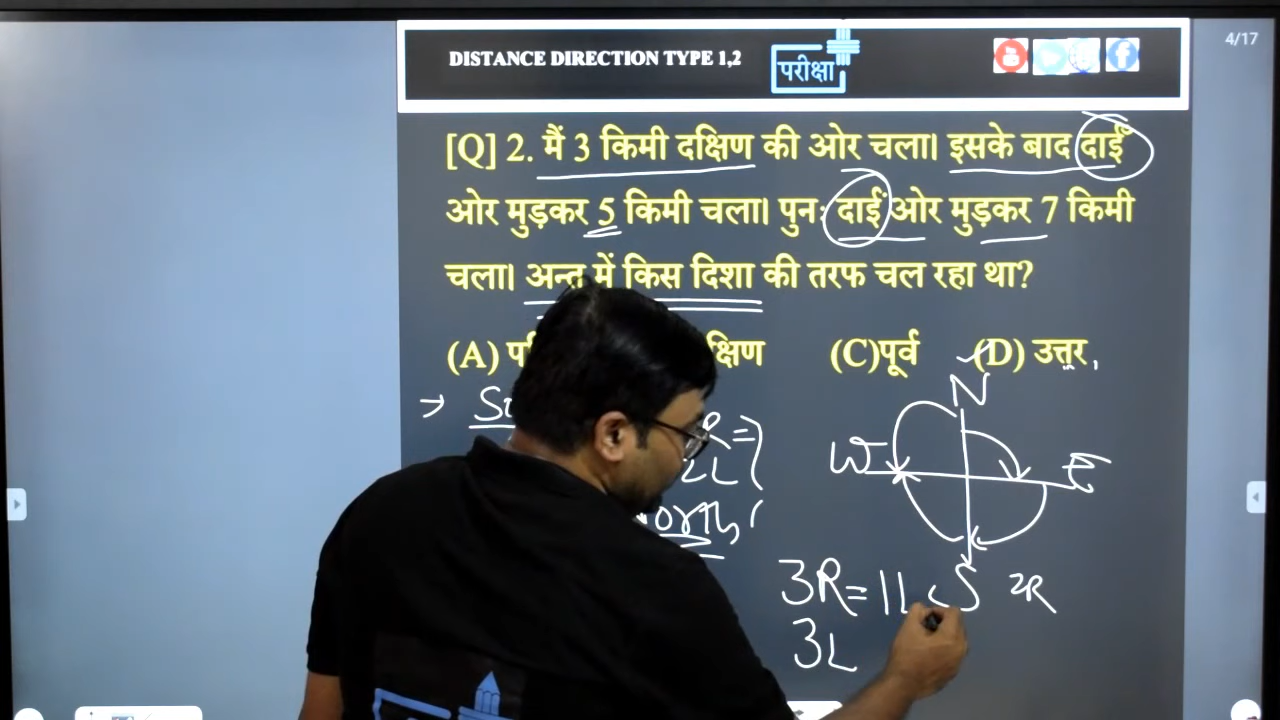 4/17
DISTANCE DIRECTION TYPE 1,2
परीक्षा
[Q] 2. मैं 3 किमी दक्षिण की ओर चला। इसके बाद दाईं
ओर मुड़कर 5 किमी चला। पुनः दाईं ओर मुड़कर 7 किमी
चला। अन्त में किस दिशा की तरफ चल रहा था?
(A) (C)पूर्व (D) उत्तर
N
W E
S
2L
3R = 1L 2R
3L